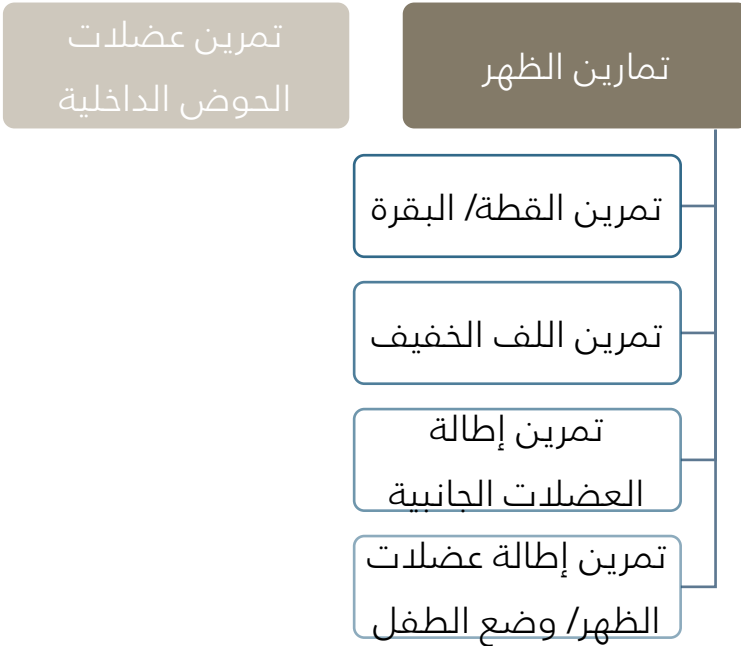 تمارين الظهر
تمرين القطة/ البقرة
تمرين اللف الخفيف
تمرين إطالة
العضلات الجانبية
تمرين إطالة عضلات
الظهر/ وضع الطفل
تمرين عضلات
الحوض الداخلية